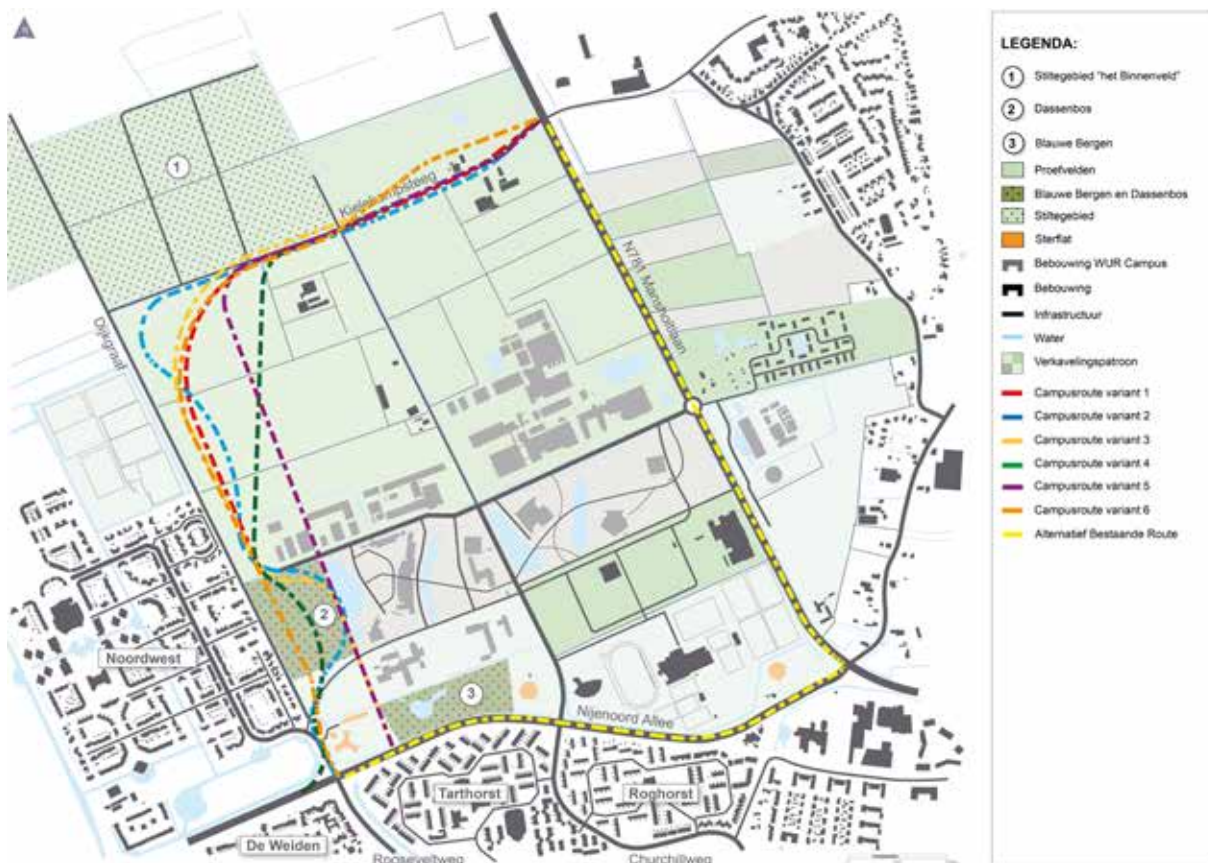 1
Kielekampsteeg
Dijkgraaf
N781 Mansholtlaan
2
Noordwest
3
Nijenoord Allee
Tarthorst
Roghorst
De Weiden
Rooseveltweg
Churchillweg
LEGENDA:
1 Stiltegebied "het Binnenveld"
2 Dassenbos
3 Blauwe Bergen
Proefvelden
Blauwe Bergen en Dassenbos
Stiltegebied
Sterflat
Bebouwing WUR Campus
Bebouwing
Infrastructuur
Water
Verkavelingspatroon
Campusroute variant 1
Campusroute variant 2
Campusroute variant 3
Campusroute variant 4
Campusroute variant 5
Campusroute variant 6
Alternatief Bestaande Route